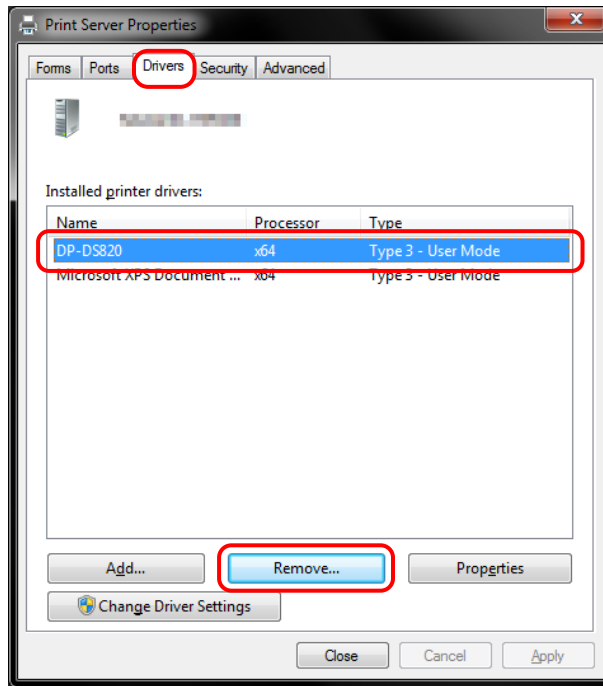 Print Server Properties
Forms Ports Drivers Security Advanced
Installed printer drivers:
Name Processor Type
DP-DS820 x64 Type 3 - User Mode
Microsoft XPS Document ... x64 Type 3 - User Mode
Add... Remove... Properties
Change Driver Settings
Close Cancel Apply